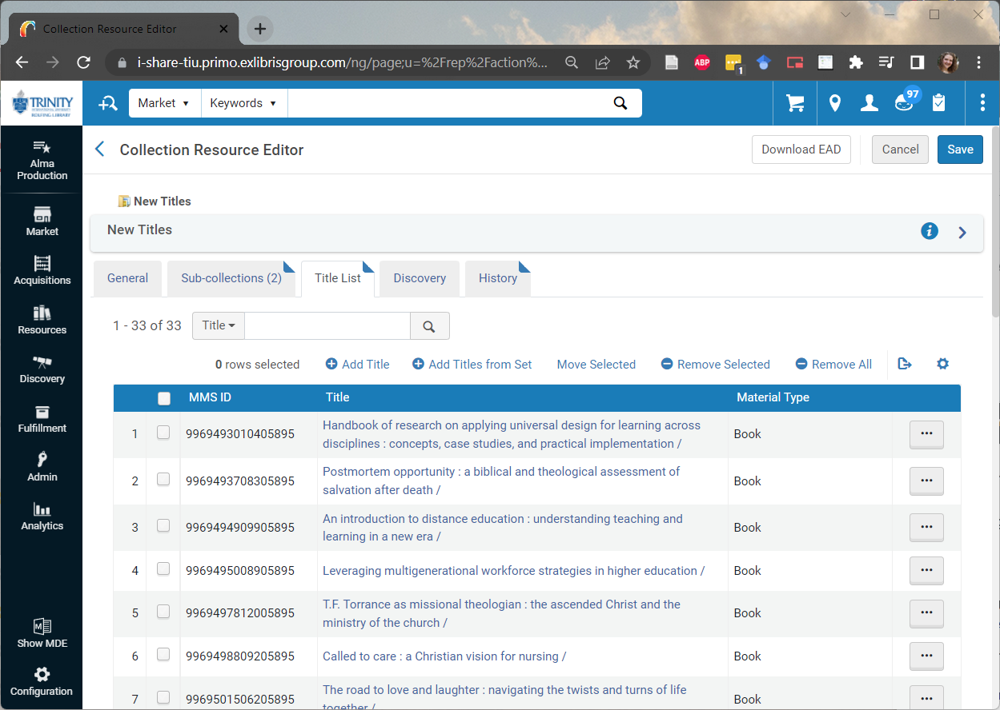 Collection Resource Editor
i-share-tiu.primo.exlibrisgroup.com/ng/page;u=%2Frep%2Faction%...
ABP
1
TRINITY
INTERNATIONAL UNIVERSITY
ROLFING LIBRARY
Market
Keywords
97
Alma
Production
Market
Acquisitions
Resources
Discovery
Fulfillment
Admin
Analytics
Show MDE
Configuration
Collection Resource Editor
Download EAD
Cancel
Save
New Titles
New Titles
General
Sub-collections (2)
Title List
Discovery
History
1 - 33 of 33
Title
0 rows selected
Add Title
Add Titles from Set
Move Selected
Remove Selected
Remove All
MMS ID Title Material Type
1 9969493010405895 Handbook of research on applying universal design for learning across
disciplines : concepts, case studies, and practical implementation / Book
2 9969493708305895 Postmortem opportunity : a biblical and theological assessment of
salvation after death / Book
3 9969494909905895 An introduction to distance education : understanding teaching and
learning in a new era / Book
4 9969495008905895 Leveraging multigenerational workforce strategies in higher education / Book
5 9969497812005895 T.F. Torrance as missional theologian : the ascended Christ and the
ministry of the church / Book
6 9969498809205895 Called to care : a Christian vision for nursing / Book
7 9969501506205895 The road to love and laughter : navigating the twists and turns of life
together / Book